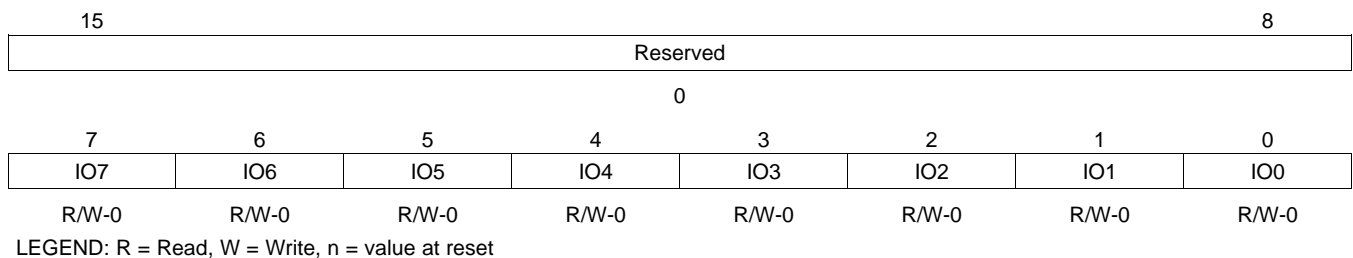 15 8
Reserved
0
7 6 5 4 3 2 1 0
IO7 IO6 IO5 IO4 IO3 IO2 IO1 IO0
R/W-0 R/W-0 R/W-0 R/W-0 R/W-0 R/W-0 R/W-0 R/W-0
LEGEND: R = Read, W = Write, n = value at reset